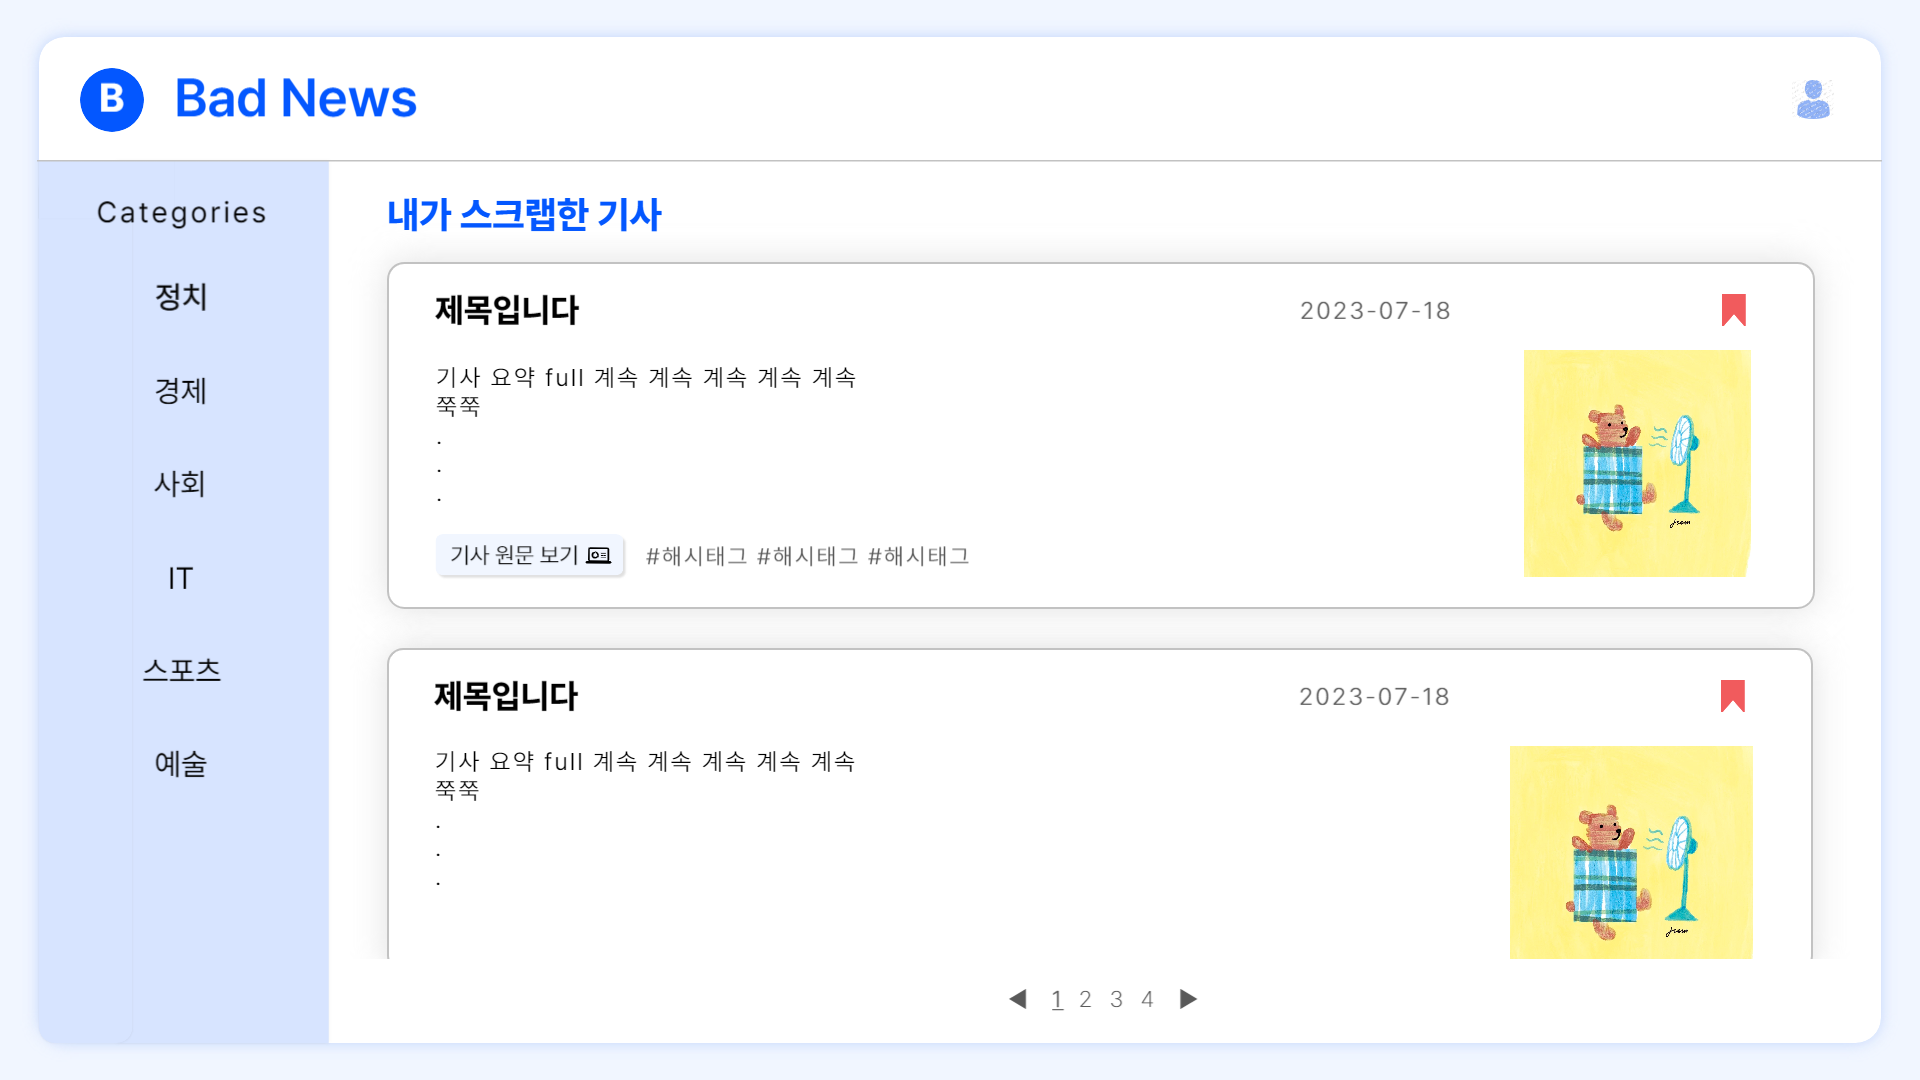 B Bad News
Categories
정치
경제
사회
IT
스포츠
예술
내가 스크랩한 기사
제목입니다
2023-07-18
기사 요약 full 계속 계속 계속 계속 계속
쭉쭉
.
.
.
기사 원문 보기
#해시태그 #해시태그 #해시태그
jrem
제목입니다
2023-07-18
기사 요약 full 계속 계속 계속 계속 계속
쭉쭉
.
.
.
jrem
◀ 1 2 3 4 ▶